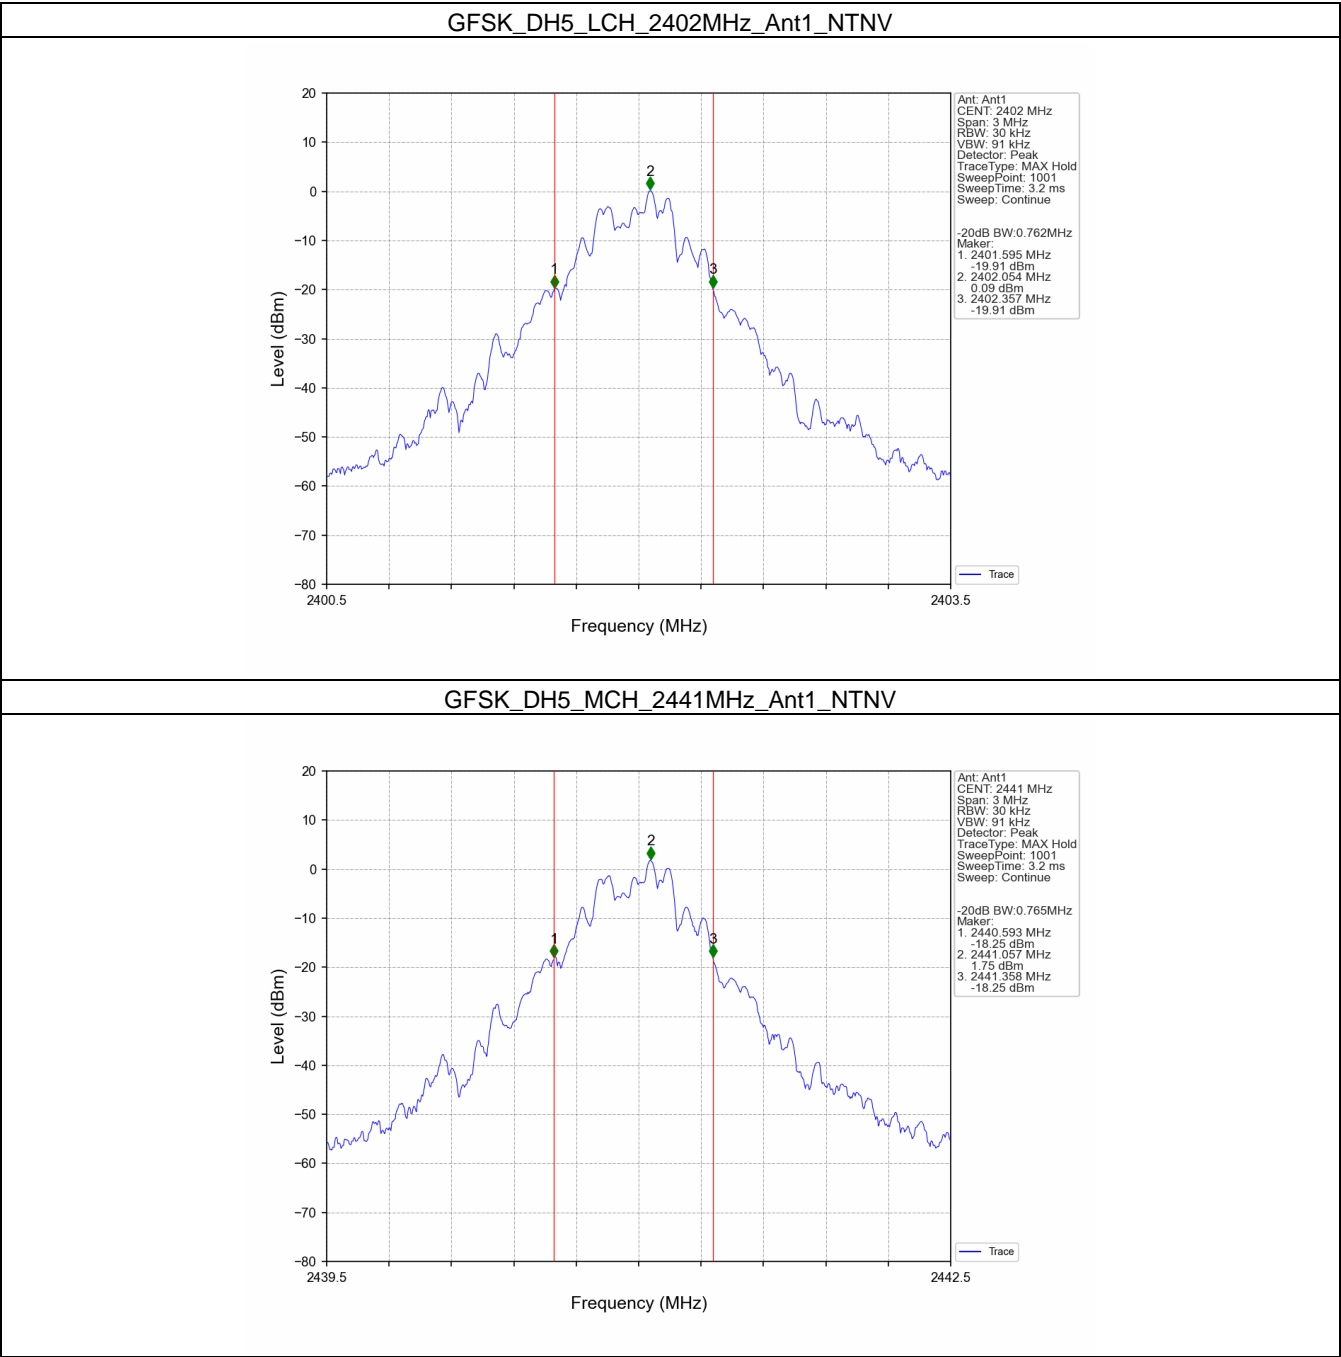 GFSK_DH5_LCH_2402MHz_Ant1_NTNV
20
10
0
−10
−20
−30
−40
−50
−60
−70
−80
Level (dBm)
2400.5
2403.5
Frequency (MHz)
1
2
3
Ant: Ant1
CENT: 2402 MHz
Span: 3 MHz
RBW: 30 kHz
VBW: 91 kHz
Detector: Peak
TraceType: MAX Hold
SweepPoint: 1001
SweepTime: 3.2 ms
Sweep: Continue
-20dB BW:0.762MHz
Maker:
1. 2401.595 MHz
-19.91 dBm
2. 2402.054 MHz
0.09 dBm
3. 2402.357 MHz
-19.91 dBm
Trace
GFSK_DH5_MCH_2441MHz_Ant1_NTNV
20
10
0
−10
−20
−30
−40
−50
−60
−70
−80
Level (dBm)
2439.5
2442.5
Frequency (MHz)
1
2
3
Ant: Ant1
CENT: 2441 MHz
Span: 3 MHz
RBW: 30 kHz
VBW: 91 kHz
Detector: Peak
TraceType: MAX Hold
SweepPoint: 1001
SweepTime: 3.2 ms
Sweep: Continue
-20dB BW:0.765MHz
Maker:
1. 2440.593 MHz
-18.25 dBm
2. 2441.057 MHz
1.75 dBm
3. 2441.358 MHz
-18.25 dBm
Trace